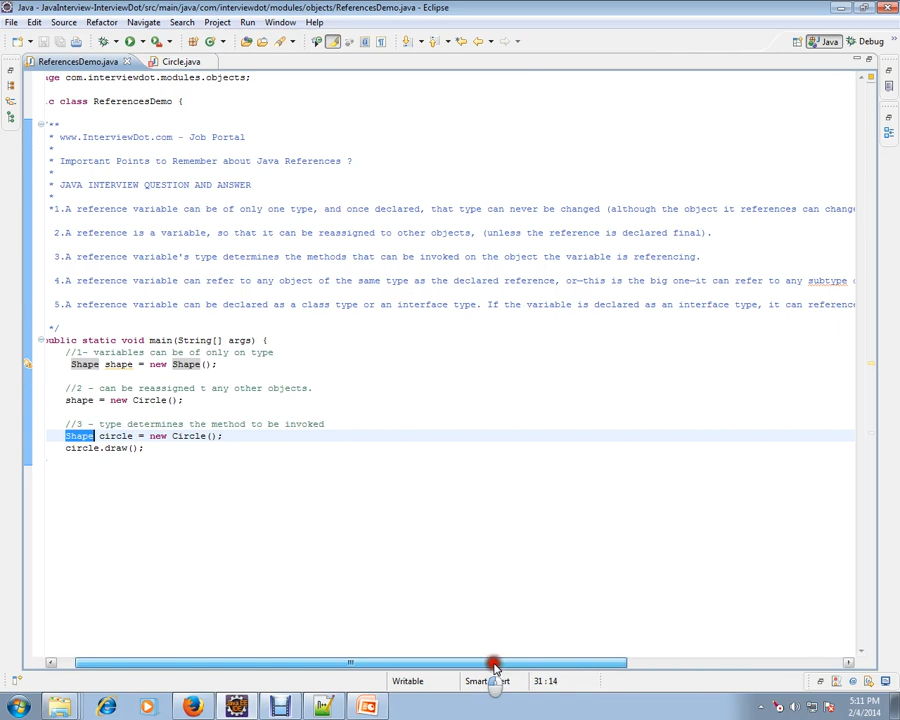 Java - JavaInterview-InterviewDot/src/main/java/com/interviewdot/modules/objects/ReferencesDemo.java - Eclipse
File Edit Source Refactor Navigate Search Project Run Window Help
Java Debug
ReferencesDemo.java Circle.java
ge com.interviewdot.modules.objects;
c class ReferencesDemo {
/**
* www.InterviewDot.com - Job Portal
*
* Important Points to Remember about Java References ?
*
* JAVA INTERVIEW QUESTION AND ANSWER
*
*1.A reference variable can be of only one type, and once declared, that type can never be changed (although the object it references can change
2.A reference is a variable, so that it can be reassigned to other objects, (unless the reference is declared final).
3.A reference variable's type determines the methods that can be invoked on the object the variable is referencing.
4.A reference variable can refer to any object of the same type as the declared reference, or—this is the big one—it can refer to any subtype
5.A reference variable can be declared as a class type or an interface type. If the variable is declared as an interface type, it can reference
*/
public static void main(String[] args) {
//1- variables can be of only on type
Shape shape = new Shape();
//2 - can be reassigned t any other objects.
shape = new Circle();
//3 - type determines the method to be invoked
Shape circle = new Circle();
circle.draw();
Writable Smart 31 : 14
5:11 PM
2/4/2014